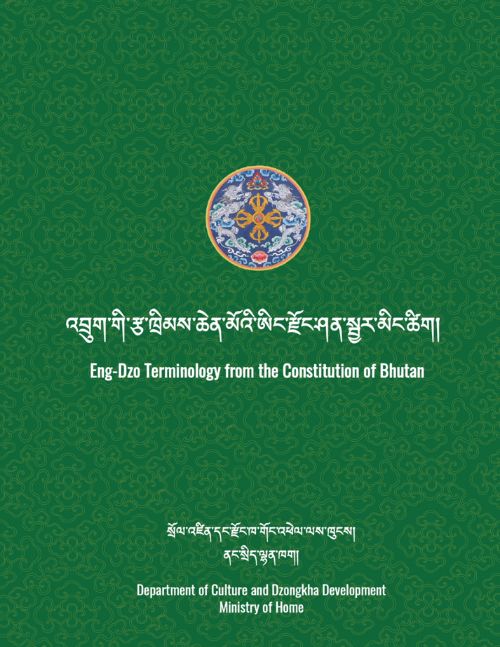 འབྲུག་གི་རྩ་ཁྲིམས་ཆེན་མོའི་ཨིང་རྫོང་ཤན་སྦྱར་མིང་ཚིག།
Eng-Dzo Terminology from the Constitution of Bhutan
སྲོལ་འཛིན་དང་རྫོང་ཁ་གོང་འཕེལ་ལས་ཁུངས།
ནང་སྲིད་ལྷན་ཁག།
Department of Culture and Dzongkha Development
Ministry of Home